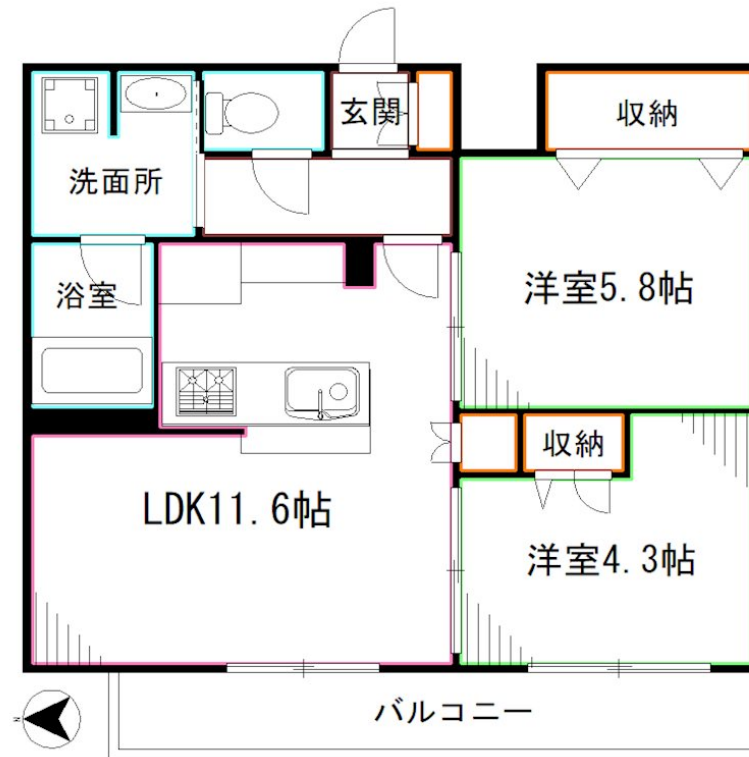 玄関
収納
洗面所
浴室
洋室5.8帖
収納
LDK11.6帖
洋室4.3帖
バルコニー
N